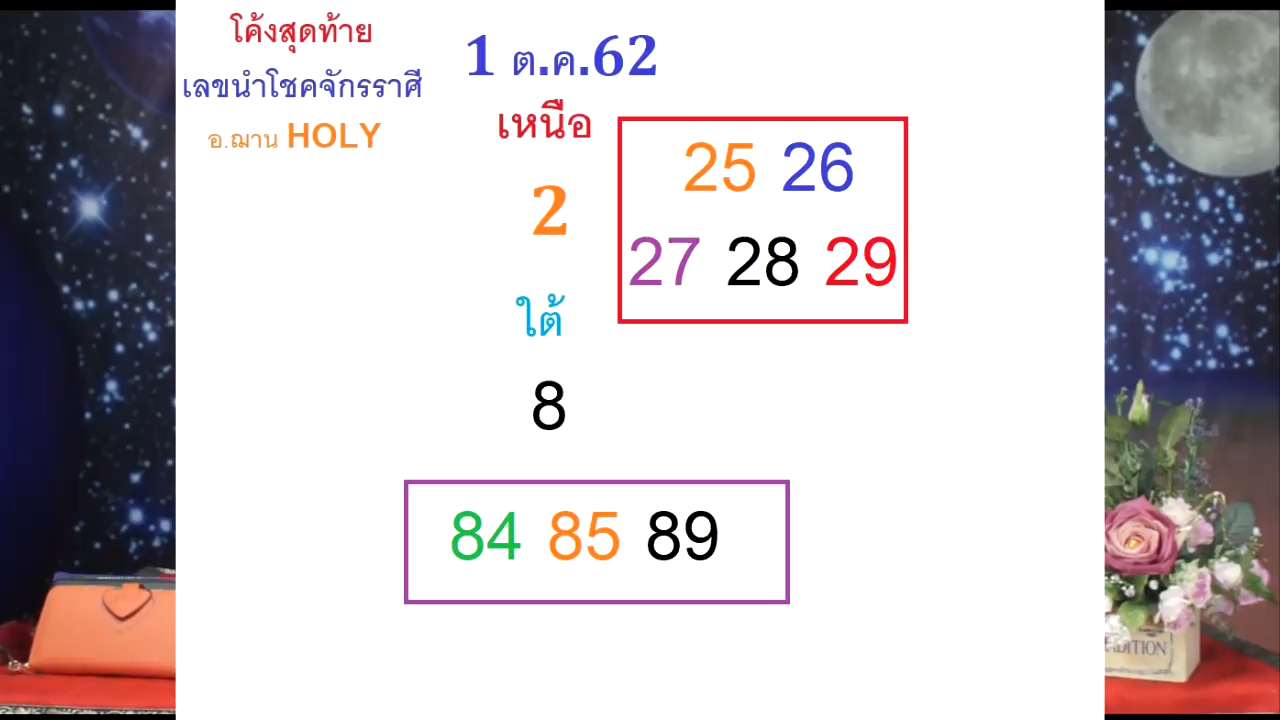 โค้งสุดท้าย
เลขนำโชคจักรราศี
อ.ฌาน HOLY
1 ต.ค.62
เหนือ
2
25 26
27 28 29
ใต้
8
84 85 89